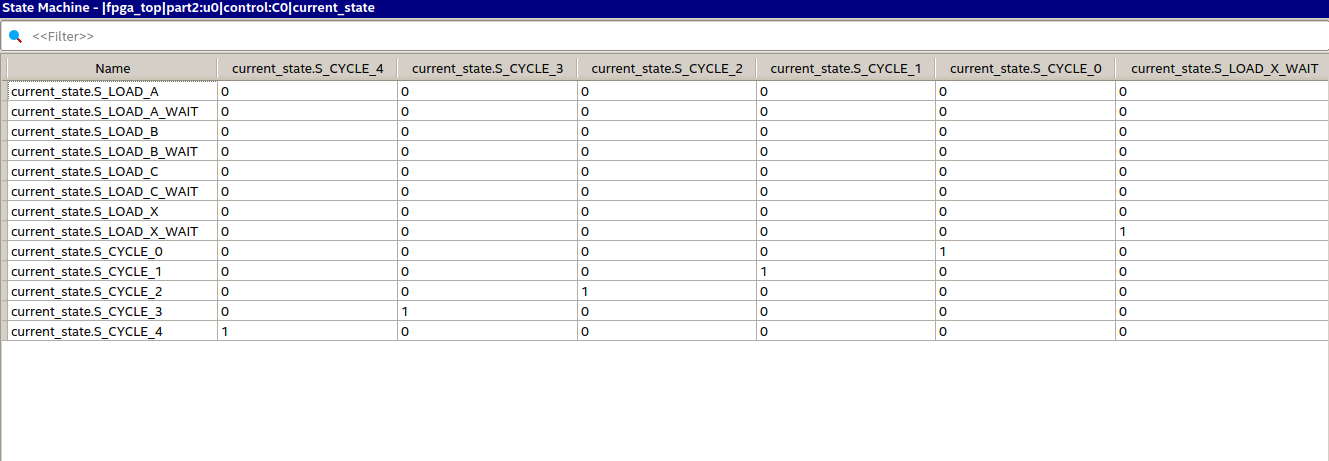 State Machine - |fpga_top|part2:u0|control:C0|current_state
<<Filter>>
Name current_state.S_CYCLE_4 current_state.S_CYCLE_3 current_state.S_CYCLE_2 current_state.S_CYCLE_1 current_state.S_CYCLE_0 current_state.S_LOAD_X_WAIT
current_state.S_LOAD_A 0 0 0 0 0 0
current_state.S_LOAD_A_WAIT 0 0 0 0 0 0
current_state.S_LOAD_B 0 0 0 0 0 0
current_state.S_LOAD_B_WAIT 0 0 0 0 0 0
current_state.S_LOAD_C 0 0 0 0 0 0
current_state.S_LOAD_C_WAIT 0 0 0 0 0 0
current_state.S_LOAD_X 0 0 0 0 0 0
current_state.S_LOAD_X_WAIT 0 0 0 0 0 1
current_state.S_CYCLE_0 0 0 0 0 1 0
current_state.S_CYCLE_1 0 0 0 1 0 0
current_state.S_CYCLE_2 0 0 1 0 0 0
current_state.S_CYCLE_3 0 1 0 0 0 0
current_state.S_CYCLE_4 1 0 0 0 0 0